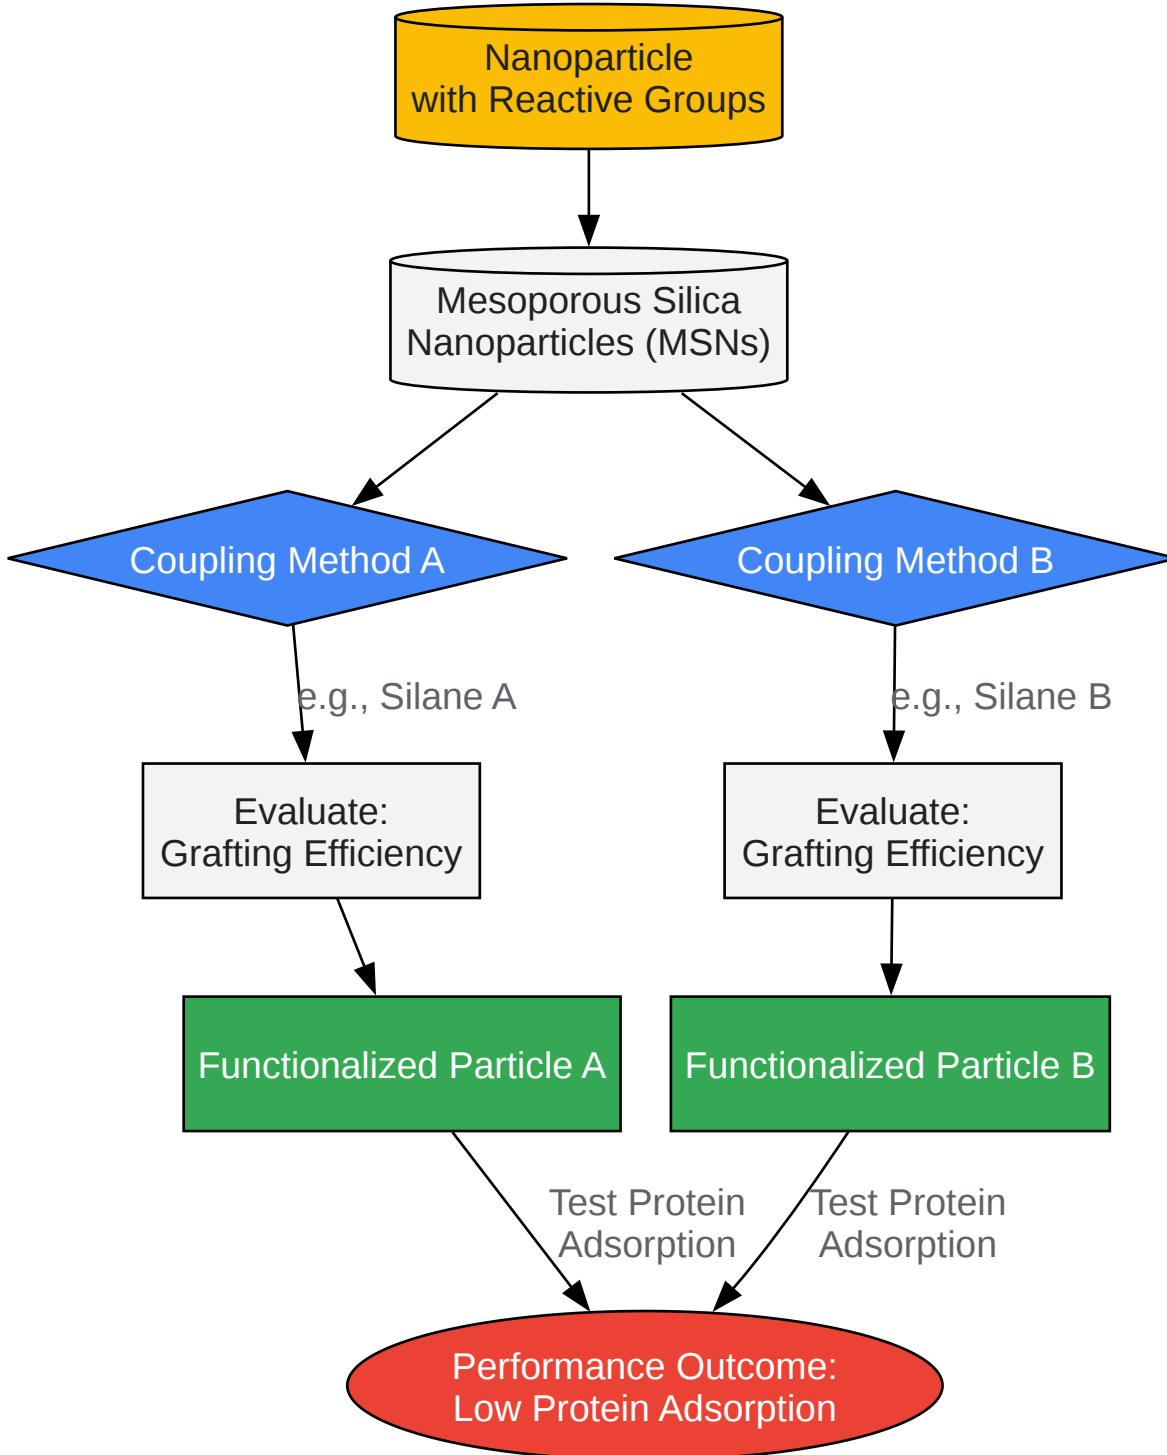 Nanoparticle
with Reactive Groups
Mesoporous Silica
Nanoparticles (MSNs)
Coupling Method A
Coupling Method B
e.g., Silane A
e.g., Silane B
Evaluate:
Grafting Efficiency
Evaluate:
Grafting Efficiency
Functionalized Particle A
Functionalized Particle B
Test Protein
Adsorption
Test Protein
Adsorption
Performance Outcome:
Low Protein Adsorption